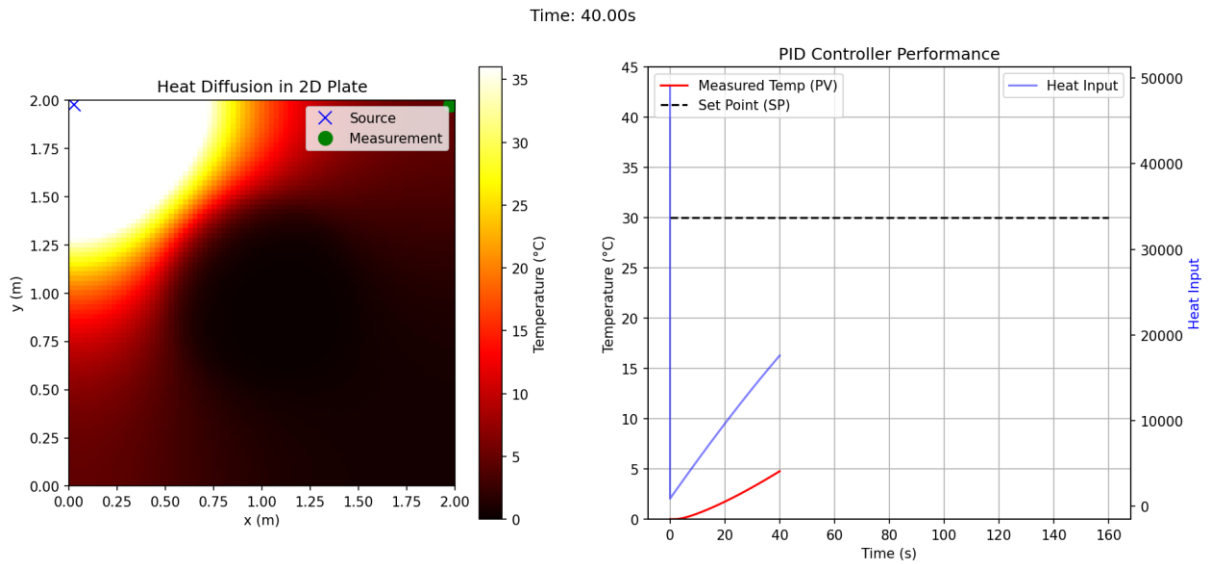 Time: 40.00s
Heat Diffusion in 2D Plate
Source
Measurement
2.00
1.75
1.50
1.25
1.00
0.75
0.50
0.25
0.00
y (m)
0.00 0.25 0.50 0.75 1.00 1.25 1.50 1.75 2.00
x (m)
35
30
25
20
15
10
5
0
Temperature (°C)
PID Controller Performance
Measured Temp (PV)
Set Point (SP)
Heat Input
45
40
35
30
25
20
15
10
5
0
Temperature (°C)
0 20 40 60 80 100 120 140 160
Time (s)
50000
40000
30000
20000
10000
0
Heat Input